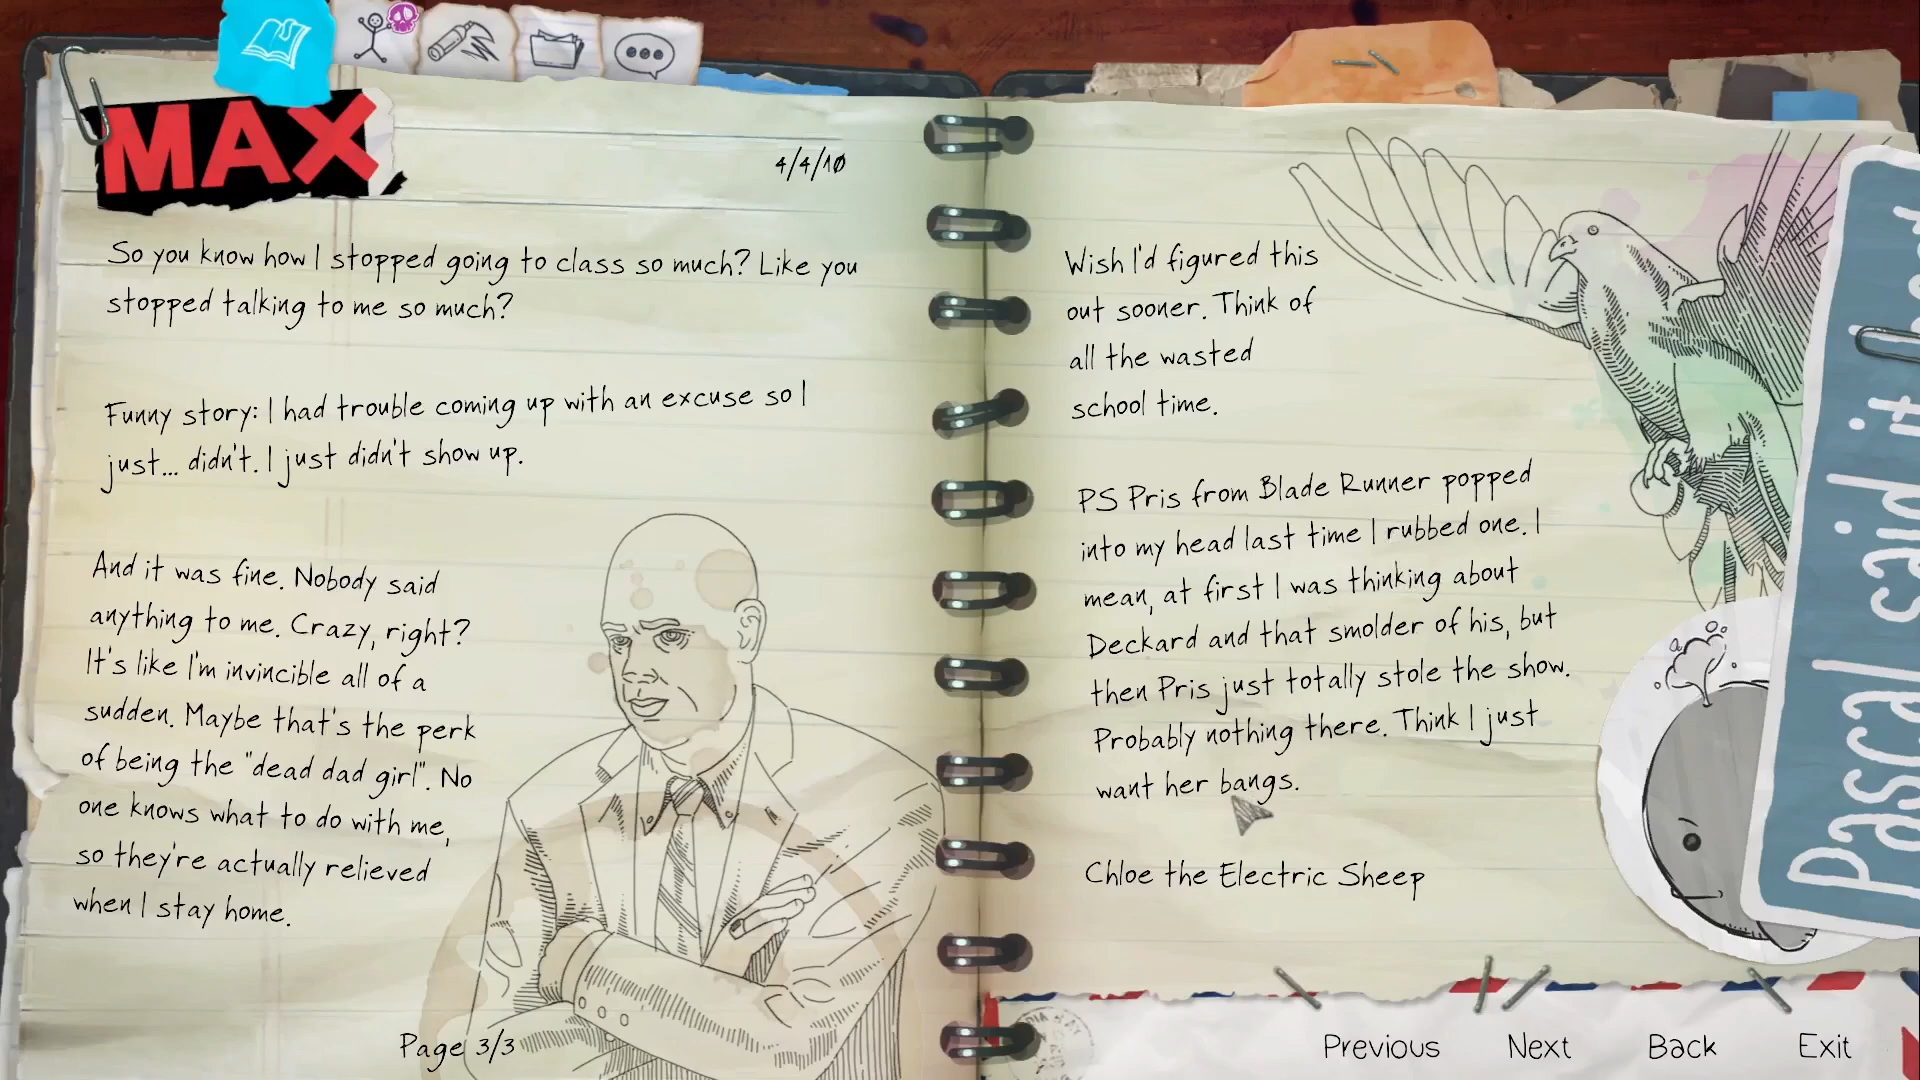 MAX
4/4/10
So you know how I stopped going to class so much? Like you
stopped talking to me so much?
Funny story: I had trouble coming up with an excuse so I
just... didn't. I just didn't show up.
And it was fine. Nobody said
anything to me. Crazy, right?
It's like I'm invincible all of a
sudden. Maybe that's the perk
of being the "dead dad girl". No
one knows what to do with me,
so they're actually relieved
when I stay home.
Page 3/3
Wish I'd figured this
out sooner. Think of
all the wasted
school time.
PS Pris from Blade Runner popped
into my head last time I rubbed one. I
mean, at first I was thinking about
Deckard and that smolder of his, but
then Pris just totally stole the show.
Probably nothing there. Think I just
want her bangs.
Chloe the Electric Sheep
Pascal said it
Previous Next Back Exit